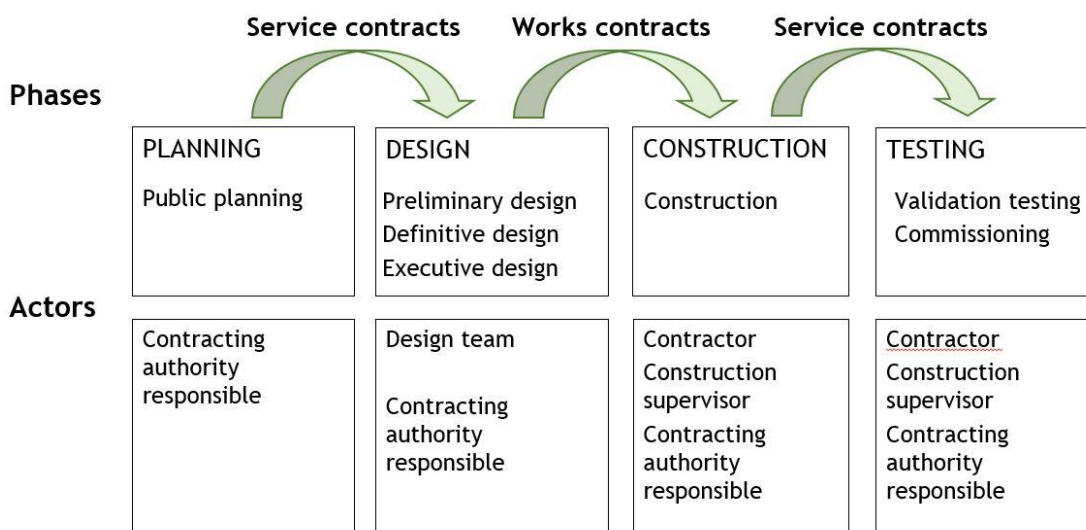 Service contracts
Works contracts
Service contracts
Phases
PLANNING
Public planning
DESIGN
Preliminary design
Definitive design
Executive design
CONSTRUCTION
Construction
TESTING
Validation testing
Commissioning
Actors
Contracting
authority
responsible
Design team
Contracting
authority
responsible
Contractor
Construction
supervisor
Contracting
authority
responsible
Contractor
Construction
supervisor
Contracting
authority
responsible